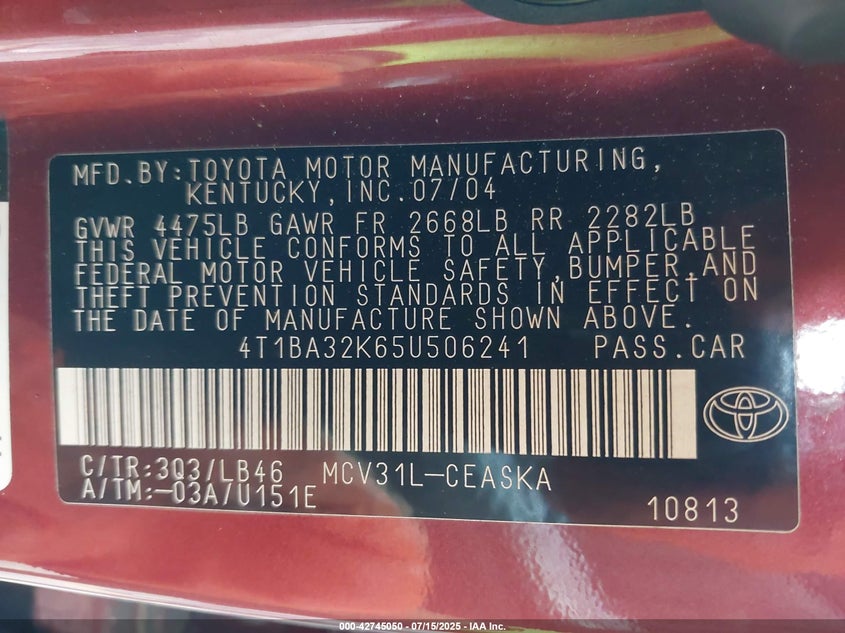 MFD.BY:TOYOTA MOTOR MANUFACTURING,
KENTUCKY,INC.07/04
GVWR 4475LB GAWR FR 2668LB RR 2282LB
THIS VEHICLE CONFORMS TO ALL APPLICABLE
FEDERAL MOTOR VEHICLE SAFETY,BUMPER,AND
THEFT PREVENTION STANDARDS IN EFFECT ON
THE DATE OF MANUFACTURE SHOWN ABOVE.
4T1BA32K65U506241 PASS.CAR
C/TR:3Q3/LB46 MCV31L-CEASKA
A/TM:-03A/U151E
10813
000-42745050 - 07/15/2025 - IAA Inc.